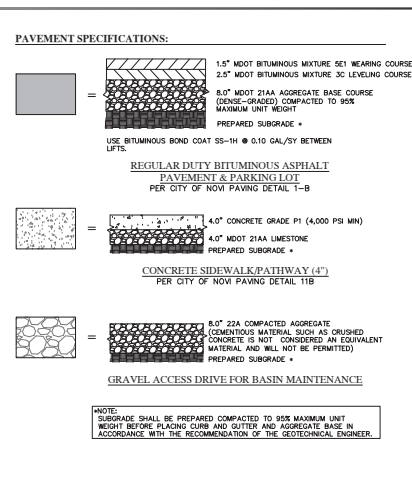 PAVEMENT SPECIFICATIONS:
=
1.5" MDOT BITUMINOUS MIXTURE 5E1 WEARING COURSE
2.5" MDOT BITUMINOUS MIXTURE 3C LEVELING COURSE
8.0" MDOT 21AA AGGREGATE BASE COURSE
(DENSE-GRADED) COMPACTED TO 95%
MAXIMUM UNIT WEIGHT
PREPARED SUBGRADE *
USE BITUMINOUS BOND COAT SS-1H @ 0.10 GAL/SY BETWEEN
LIFTS.
REGULAR DUTY BITUMINOUS ASPHALT
PAVEMENT & PARKING LOT
PER CITY OF NOVI PAVING DETAIL 1-B
=
4.0" CONCRETE GRADE P1 (4,000 PSI MIN)
4.0" MDOT 21AA LIMESTONE
PREPARED SUBGRADE *
CONCRETE SIDEWALK/PATHWAY (4")
PER CITY OF NOVI PAVING DETAIL 11B
=
8.0" 22A COMPACTED AGGREGATE
(CEMENTIOUS MATERIAL SUCH AS CRUSHED
CONCRETE IS NOT CONSIDERED AN EQUIVALENT
MATERIAL AND WILL NOT BE PERMITTED)
PREPARED SUBGRADE *
GRAVEL ACCESS DRIVE FOR BASIN MAINTENANCE
*NOTE:
SUBGRADE SHALL BE PREPARED COMPACTED TO 95% MAXIMUM UNIT
WEIGHT BEFORE PLACING CURB AND GUTTER AND AGGREGATE BASE IN
ACCORDANCE WITH THE RECOMMENDATION OF THE GEOTECHNICAL ENGINEER.